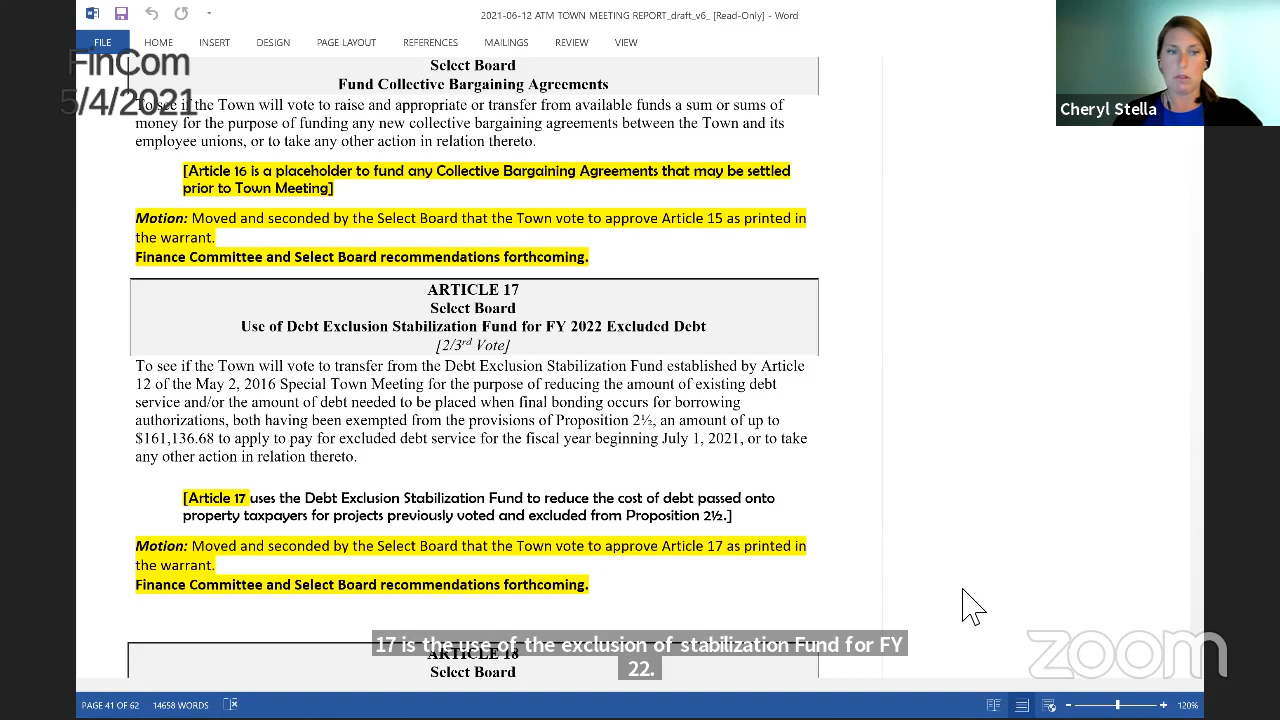 2021-06-12 ATM TOWN MEETING REPORT_draft_v6_ [Read-Only] - Word
FILE HOME INSERT DESIGN PAGE LAYOUT REFERENCES MAILINGS REVIEW VIEW
FinCom
5/4/2021
Cheryl Stella
Select Board
Fund Collective Bargaining Agreements
To see if the Town will vote to raise and appropriate or transfer from available funds a sum or sums of
money for the purpose of funding any new collective bargaining agreements between the Town and its
employee unions, or to take any other action in relation thereto.
[Article 16 is a placeholder to fund any Collective Bargaining Agreements that may be settled
prior to Town Meeting]
Motion: Moved and seconded by the Select Board that the Town vote to approve Article 15 as printed in
the warrant.
Finance Committee and Select Board recommendations forthcoming.
ARTICLE 17
Select Board
Use of Debt Exclusion Stabilization Fund for FY 2022 Excluded Debt
[2/3rd Vote]
To see if the Town will vote to transfer from the Debt Exclusion Stabilization Fund established by Article
12 of the May 2, 2016 Special Town Meeting for the purpose of reducing the amount of existing debt
service and/or the amount of debt needed to be placed when final bonding occurs for borrowing
authorizations, both having been exempted from the provisions of Proposition 2½, an amount of up to
$161,136.68 to apply to pay for excluded debt service for the fiscal year beginning July 1, 2021, or to take
any other action in relation thereto.
[Article 17 uses the Debt Exclusion Stabilization Fund to reduce the cost of debt passed onto
property taxpayers for projects previously voted and excluded from Proposition 2½.]
Motion: Moved and seconded by the Select Board that the Town vote to approve Article 17 as printed in
the warrant.
Finance Committee and Select Board recommendations forthcoming.
ARTICLE 18
Select Board
17 is the use of the exclusion of stabilization Fund for FY
22.
zoom
PAGE 41 OF 62 14658 WORDS 120%